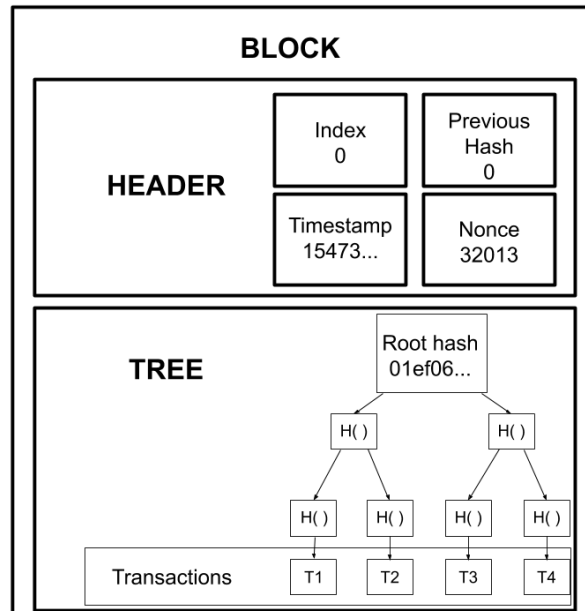 BLOCK
HEADER
Index
0
Previous
Hash
0
Timestamp
15473...
Nonce
32013
TREE
Root hash
01ef06...
H( )
H( )
H( )
H( )
H( )
H( )
Transactions
T1
T2
T3
T4